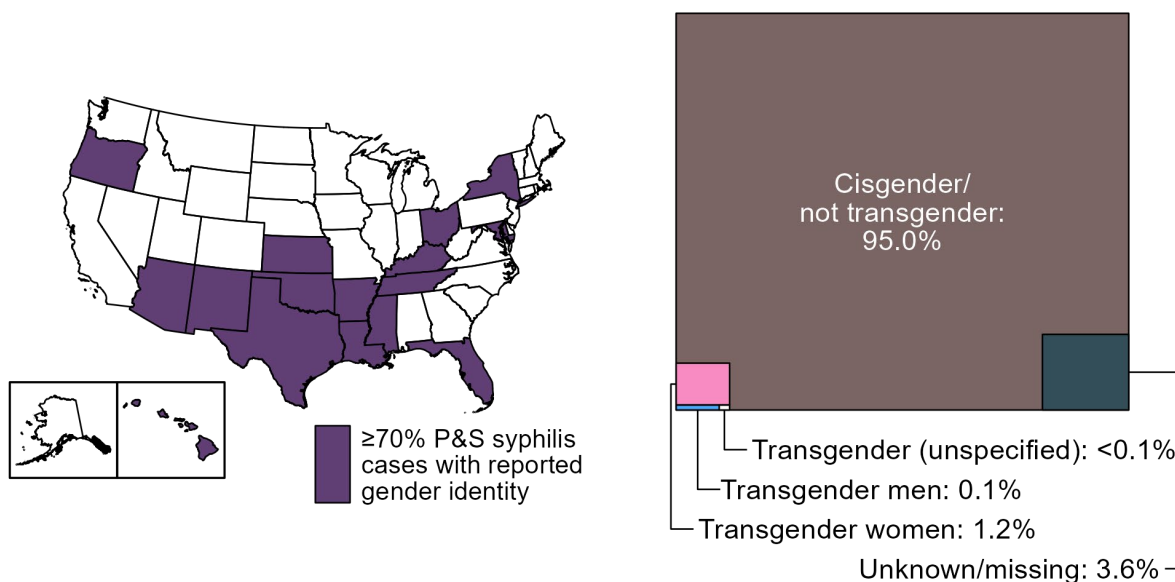 ≥70% P&S syphilis
cases with reported
gender identity
Cisgender/
not transgender:
95.0%
Transgender (unspecified): <0.1%
Transgender men: 0.1%
Transgender women: 1.2%
Unknown/missing: 3.6%